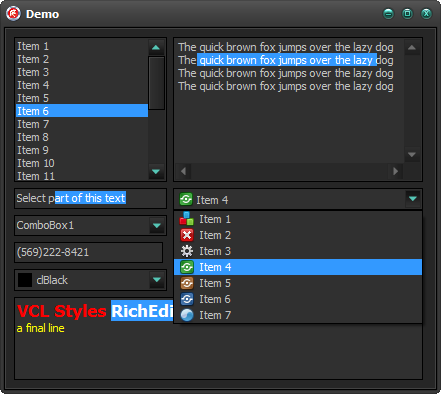 Demo
Item 1
Item 2
Item 3
Item 4
Item 5
Item 6
Item 7
Item 8
Item 9
Item 10
Item 11
The quick brown fox jumps over the lazy dog
The quick brown fox jumps over the lazy dog
The quick brown fox jumps over the lazy dog
The quick brown fox jumps over the lazy dog
Select part of this text
ComboBox1
(569)222-8421
clBlack
Item 4
Item 1
Item 2
Item 3
Item 4
Item 5
Item 6
Item 7
VCL Styles RichEdi
a final line